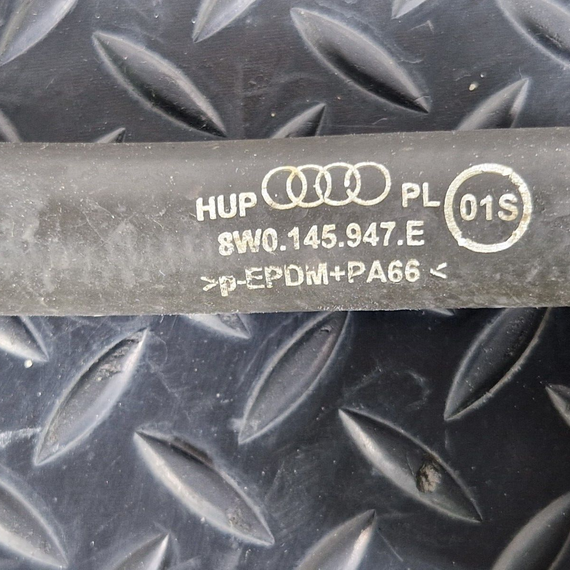 HUP PL 01S
8W0.145.947.E
>p-EPDM+PA66<